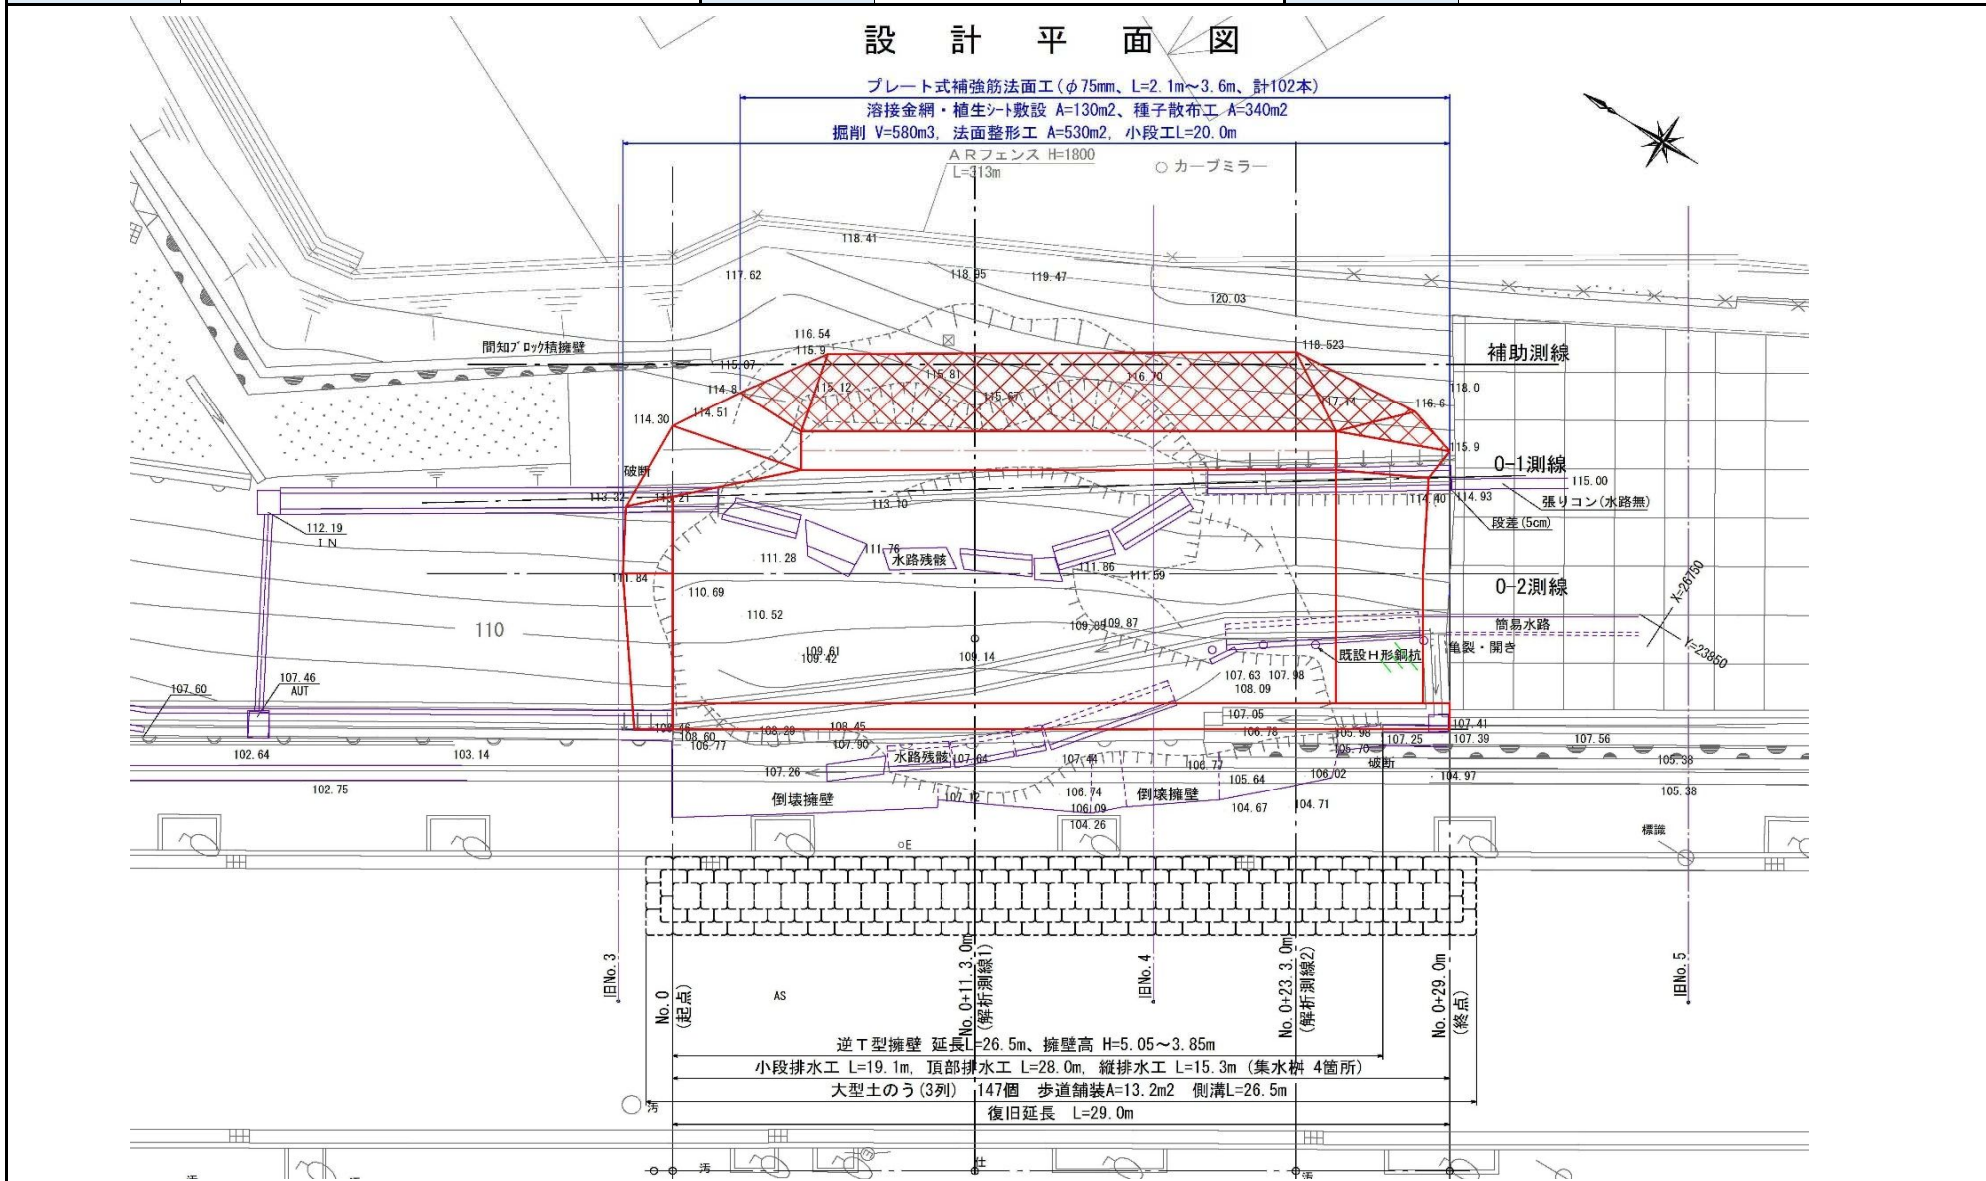 設計平面図
プレート式補強筋法面工(φ75mm、L=2.1m～3.6m、計102本)
溶接金網・植生シート敷設 A=130m2、種子散布工 A=340m2
掘削 V=580m3, 法面整形工 A=530m2, 小段工L=20.0m
ARフェンス H=1800
L=313m
カーブミラー
118.41
117.62
118.95
119.47
120.03
116.54
118.523
間知ブロック積擁壁
115.9
補助測線
115.07
115.81
116.70
114.8
115.12
118.0
115.67
117.14
116.6
114.51
114.30
115.9
破断
0-1測線
115.00
113.32
113.21
113.10
114.40
114.93
張りコン(水路無)
段差(5cm)
112.19
IN
111.76
111.28
水路残骸
111.86
111.59
111.84
0-2測線
110.69
X=26750
110.52
109.87
簡易水路
110
109.61
109.42
109.14
既設H形鋼杭
亀裂・開き
Y=23850
107.63
107.98
108.09
107.60
107.46
AUT
107.05
108.46
108.60
108.29
108.45
106.78
105.98
107.41
106.77
107.90
107.25
107.39
107.56
102.64
103.14
水路残骸
107.64
107.44
106.77
105.70
破断
105.38
107.26
105.64
106.02
104.97
102.75
倒壊擁壁
107.12
106.74
倒壊擁壁
105.38
106.09
104.67
104.71
104.26
標識
E
旧No.3
No.0
(起点)
AS
No.0+11.3.0m
(解析測線1)
旧No.4
No.0+23.3.0m
(解析測線2)
No.0+29.0m
(終点)
旧No.5
逆T型擁壁 延長L=26.5m、擁壁高 H=5.05～3.85m
小段排水工 L=19.1m, 頂部排水工 L=28.0m, 縦排水工 L=15.3m (集水桝 4箇所)
大型土のう(3列) 147個 歩道舗装A=13.2m2 側溝L=26.5m
汚
復旧延長 L=29.0m
汚
仕
汚